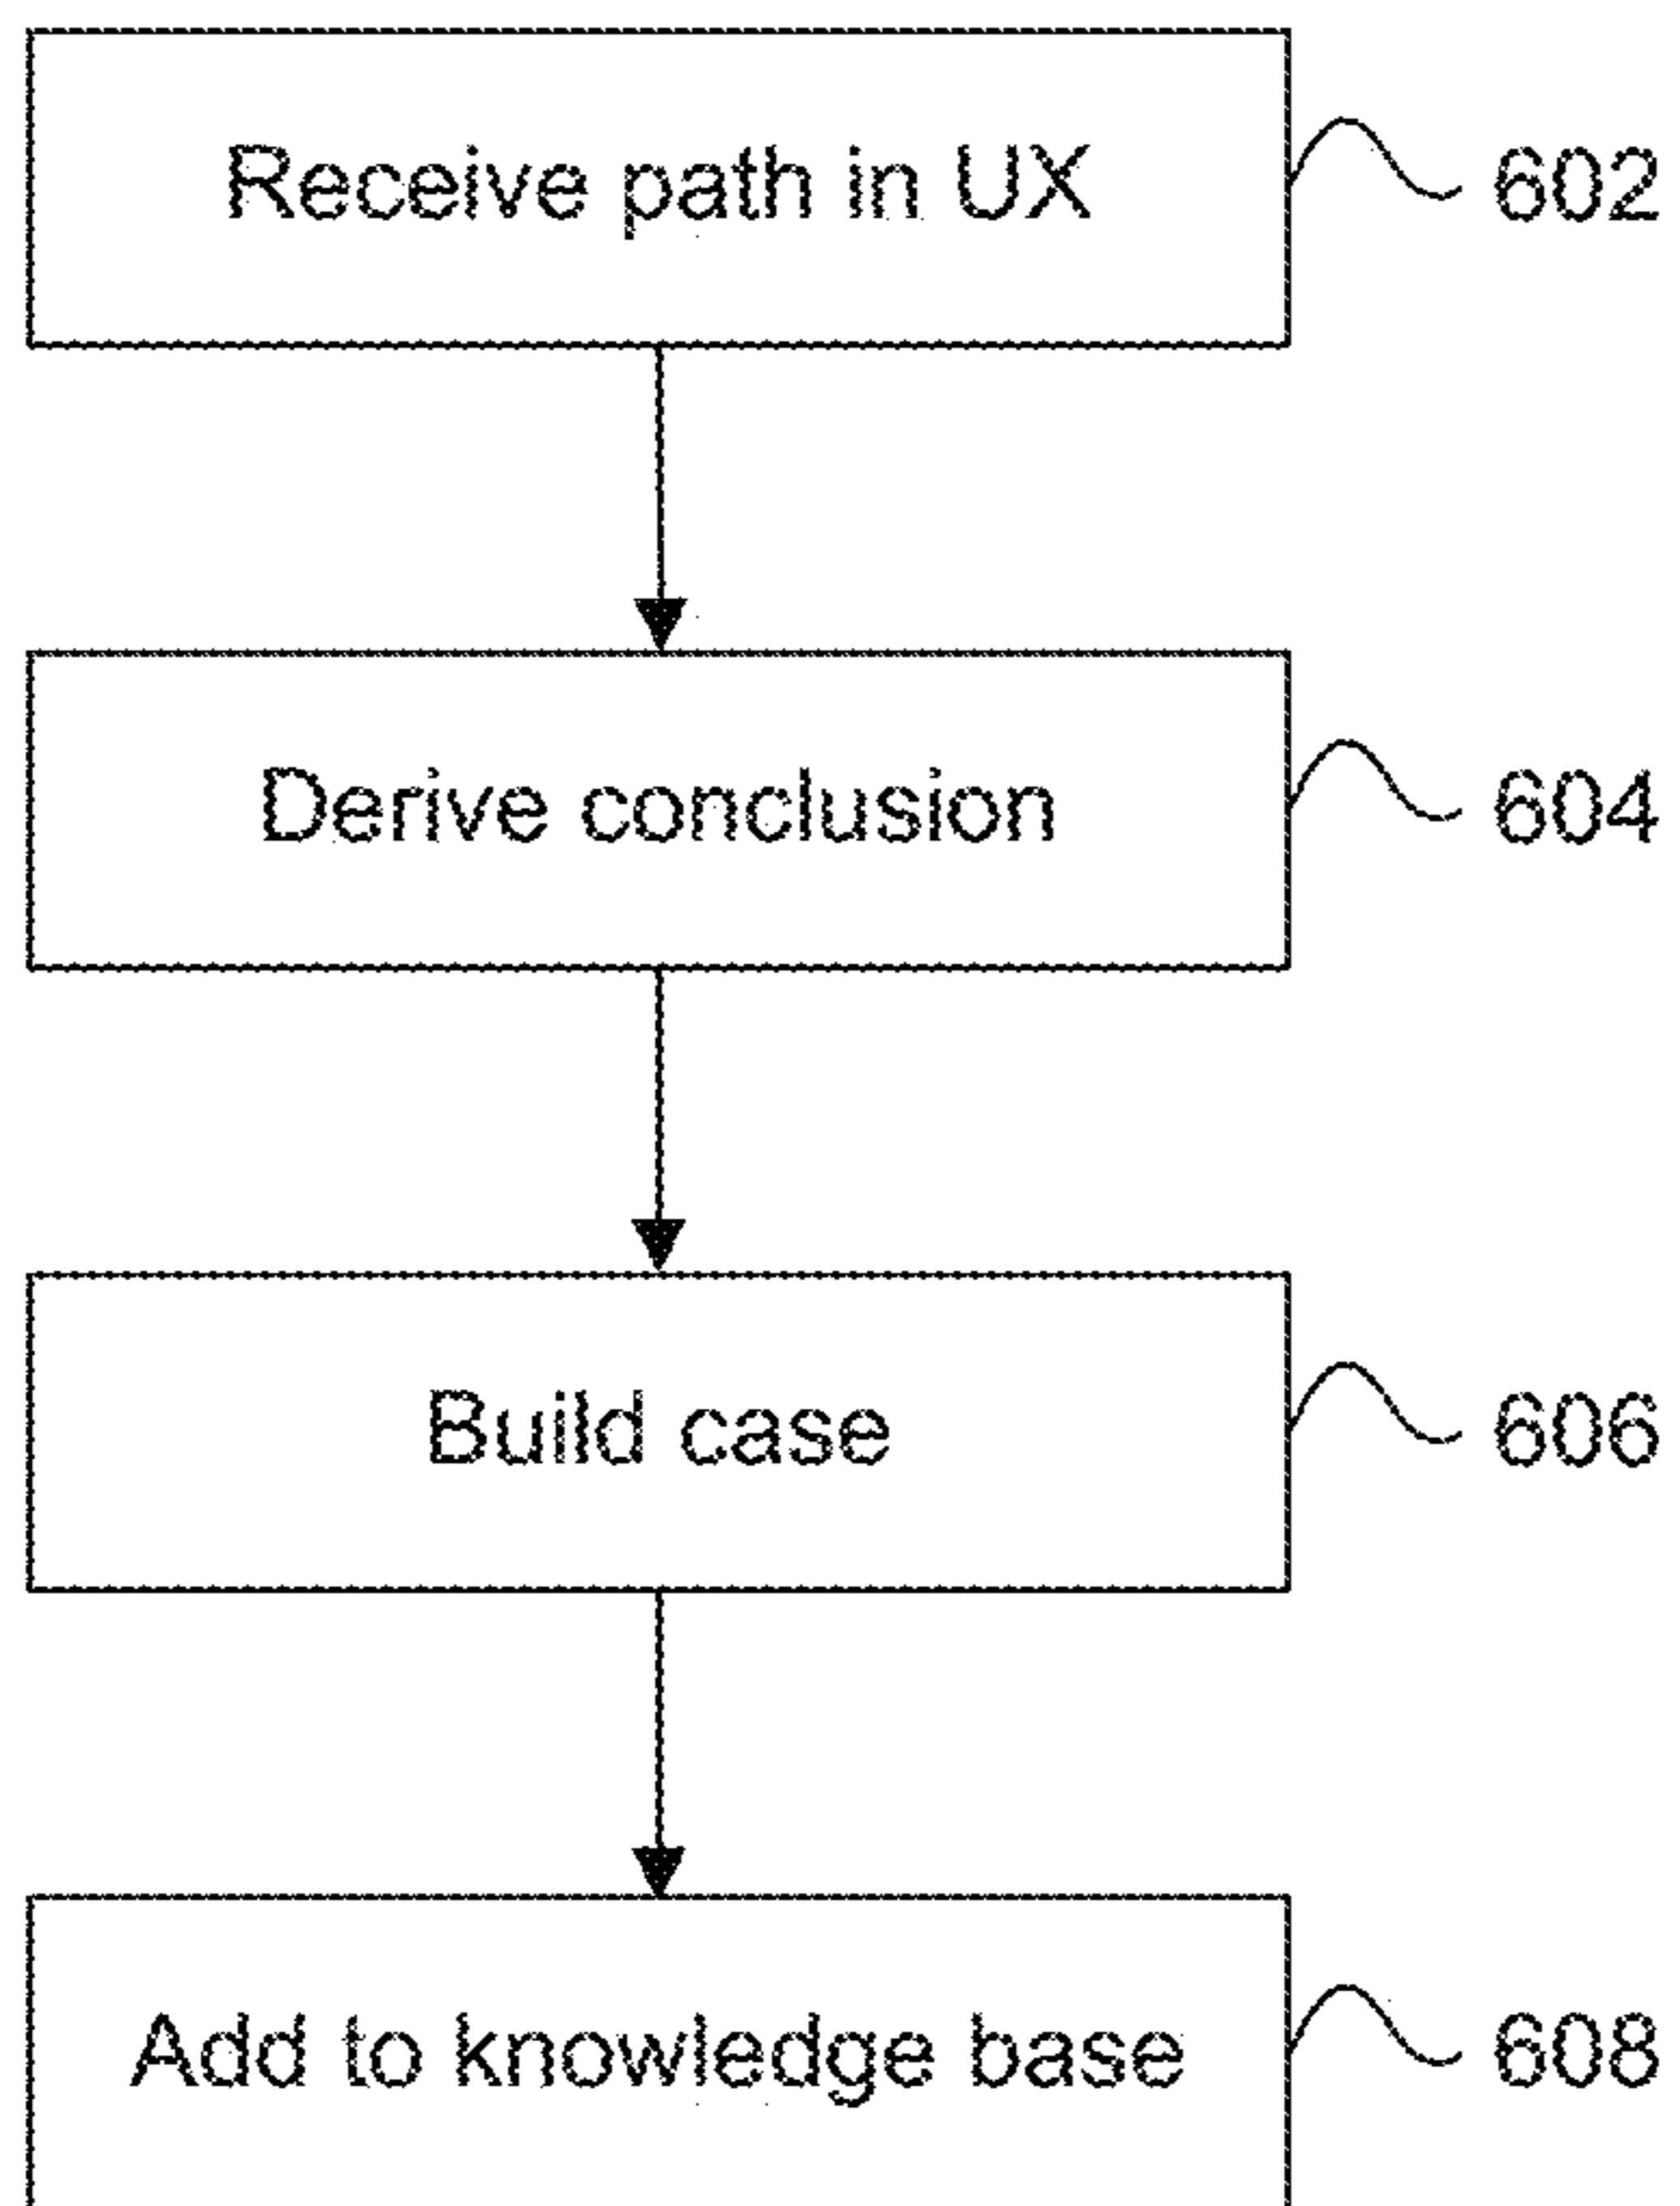 Receive path in UX 602
Derive conclusion 604
Build case 606
Add to knowledge base 608